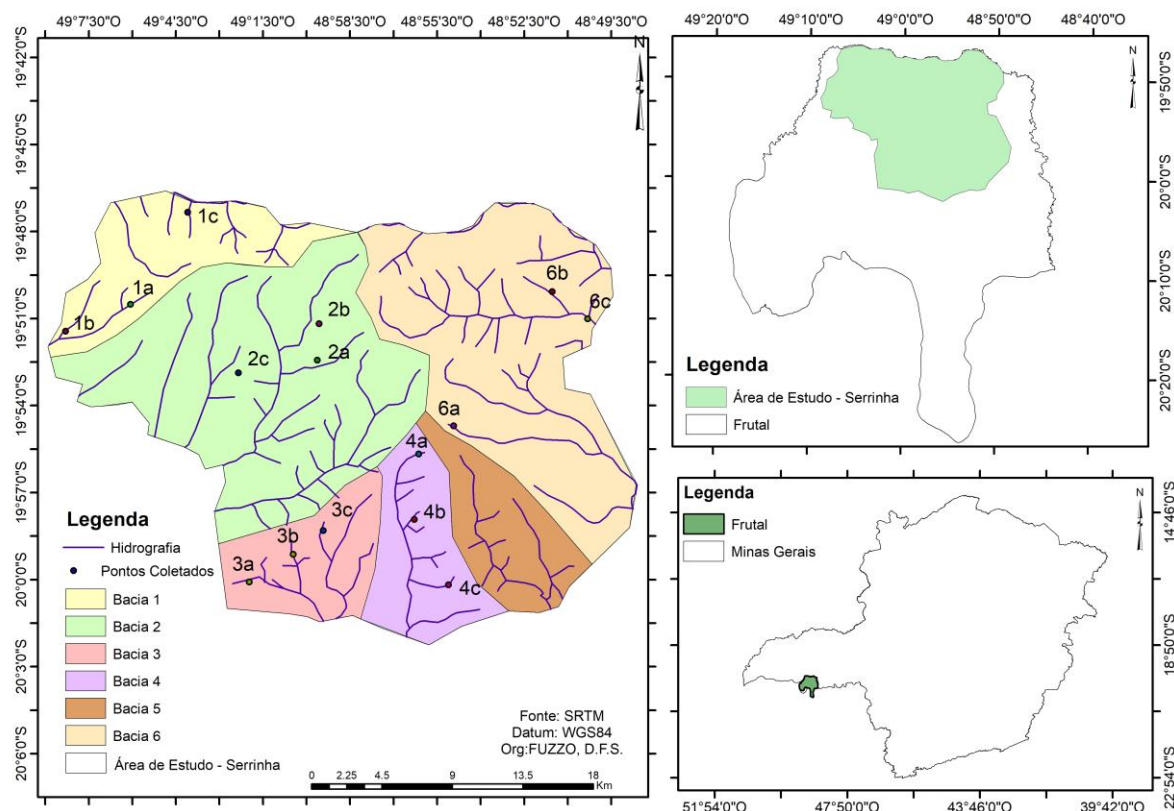 49°7'30"O 49°4'30"O 49°1'30"O 48°58'30"O 48°55'30"O 48°52'30"O 48°49'30"O
N
19°42'0"S
19°45'0"S
19°48'0"S
19°51'0"S
19°54'0"S
19°57'0"S
20°0'0"S
20°3'0"S
20°6'0"S
1c
1a
1b
2b
2a
2c
6b
6c
6a
4a
4b
4c
3c
3b
3a
Legenda
Hidrografia
Pontos Coletados
Bacia 1
Bacia 2
Bacia 3
Bacia 4
Bacia 5
Bacia 6
Área de Estudo - Serrinha
Fonte: SRTM
Datum: WGS84
Org:FUZZO, D.F.S.
0 2.25 4.5 9 13.5 18
Km
49°20'0"O 49°10'0"O 49°0'0"O 48°50'0"O 48°40'0"O
N
19°50'0"S
20°0'0"S
20°10'0"S
20°20'0"S
Legenda
Área de Estudo - Serrinha
Frutal
Legenda
Frutal
Minas Gerais
N
14°46'0"S
18°50'0"S
22°54'0"S
51°54'0"O 47°50'0"O 43°46'0"O 39°42'0"O